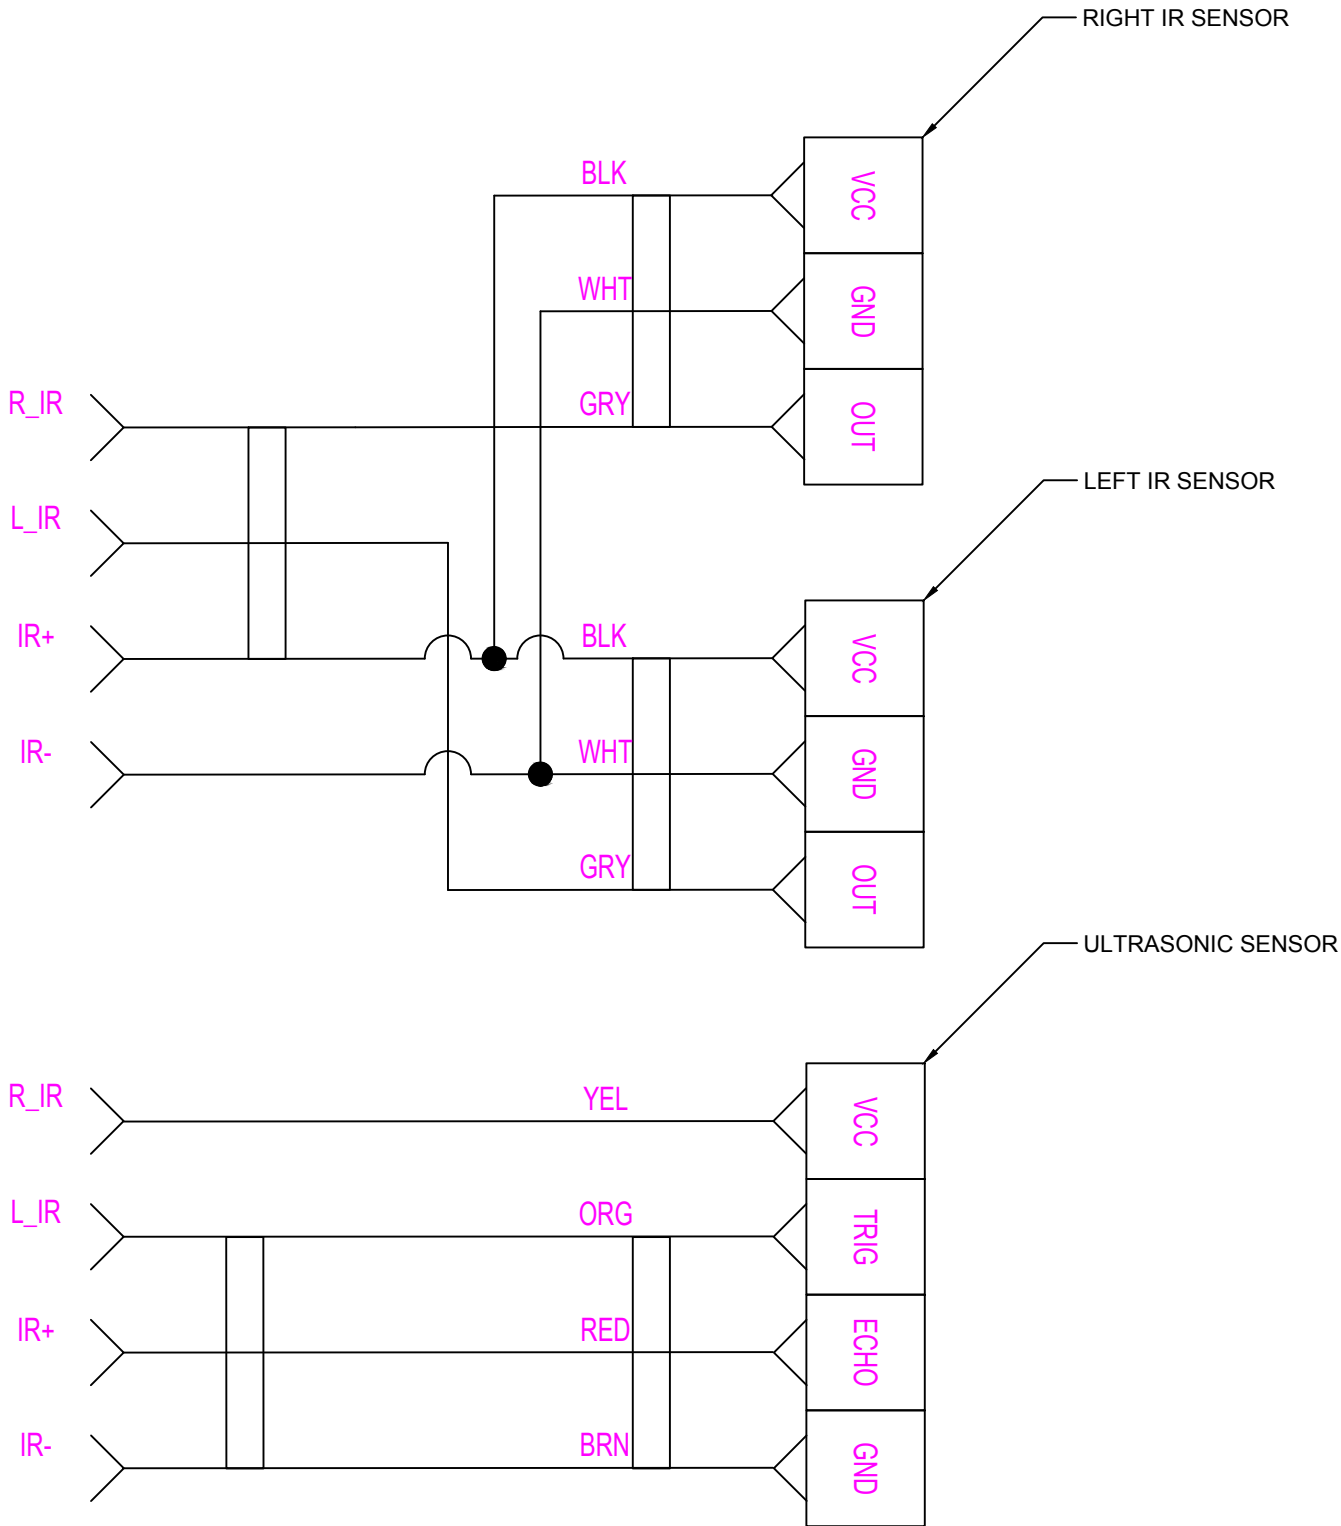 RIGHT IR SENSOR
BLK
VCC
WHT
GND
R_IR
GRY
OUT
LEFT IR SENSOR
L_IR
IR+
BLK
VCC
IR-
WHT
GND
GRY
OUT
ULTRASONIC SENSOR
R_IR
YEL
VCC
L_IR
ORG
TRIG
IR+
RED
ECHO
IR-
BRN
GND